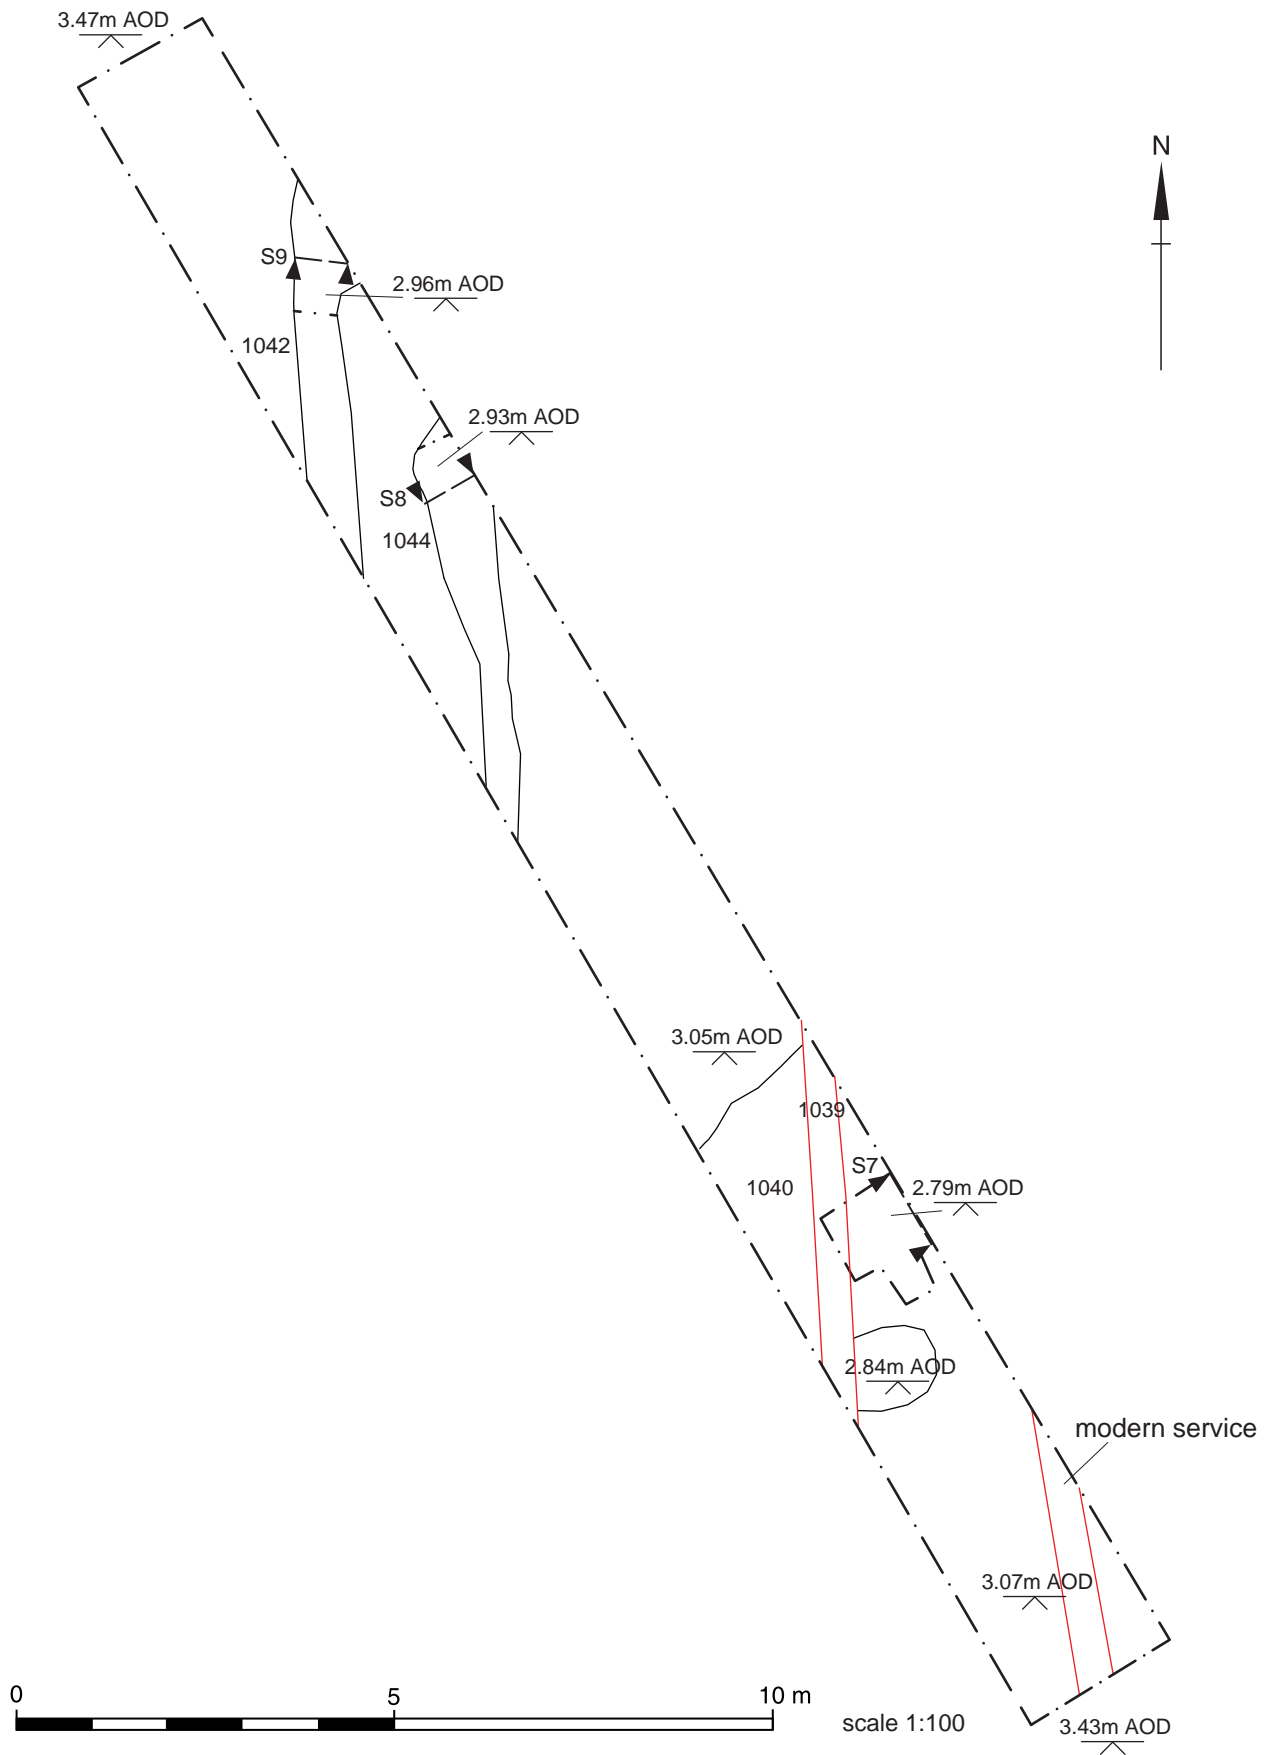 3.47m AOD
N
S9
2.96m AOD
1042
2.93m AOD
S8
1044
3.05m AOD
1039
S7
1040
2.79m AOD
2.84m AOD
modern service
3.07m AOD
0 5 10 m
scale 1:100
3.43m AOD